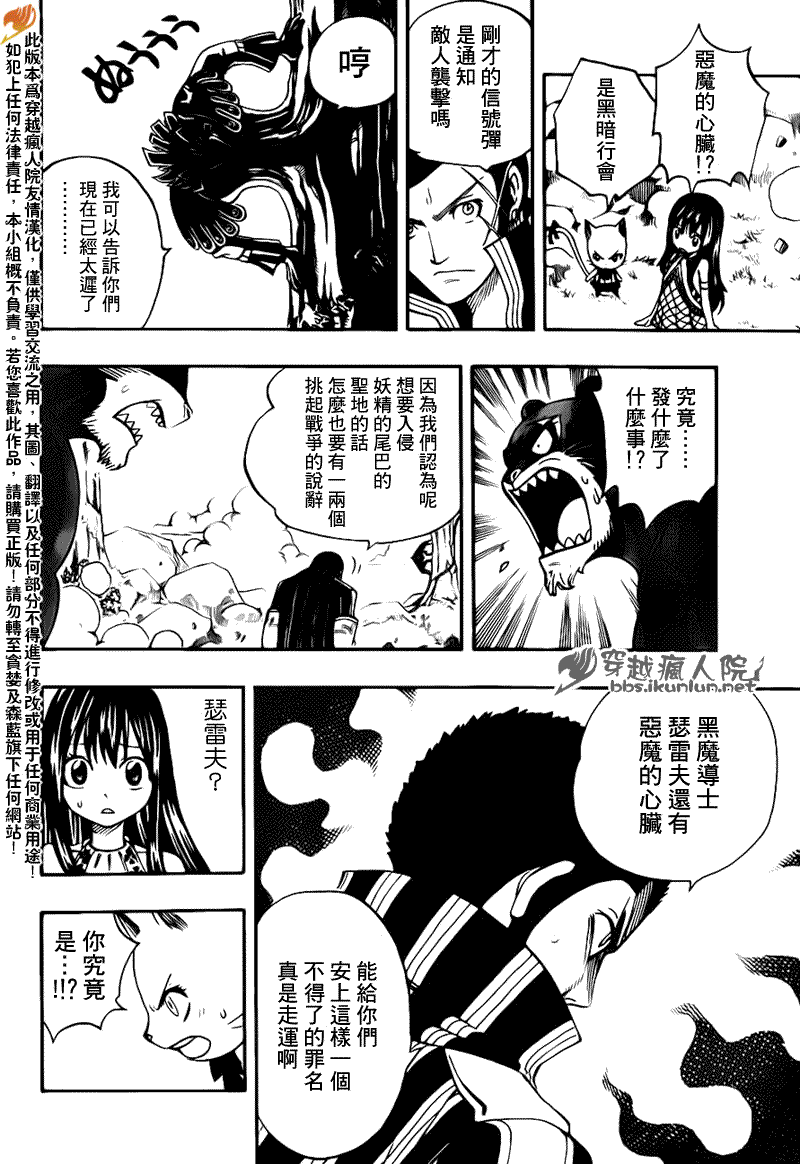 惡魔的心臟!?
是黑暗行會
剛才的信號彈
是通知
敵人襲擊嗎
哼
ぬぅぅぅ
我可以告訴你們
現在已經太遲了
………
究竟……
發什麼了
什麼事!?
因為我們認為呢
想要入侵
妖精的尾巴的
聖地的話
怎麼也要有一兩個
挑起戰爭的說辭
穿越瘋人院
bbs.ikunlun.net
黑魔導士
瑟雷夫還有
惡魔的心臟
能給你們
安上這樣一個
不得了的罪名
真是走運啊
瑟雷夫？
你究竟
是…!!?
此版本爲穿越瘋人院友情漢化，僅供學習交流之用，其圖、翻譯以及任何部分不得進行修改或用于任何商業用途！
如犯上任何法律責任，本小組概不負責。若您喜歡此作品，請購買正版！請勿轉至貪婪及森藍旗下任何網站！